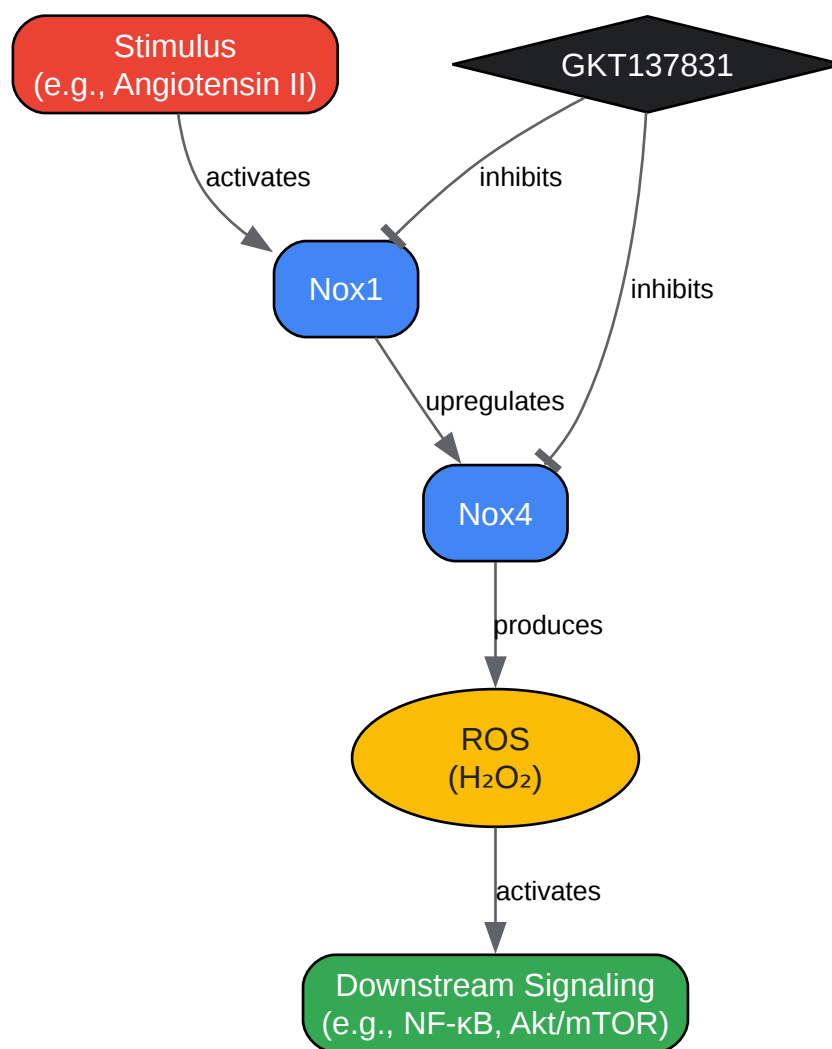 Stimulus
(e.g., Angiotensin II)
GKT137831
activates
inhibits
Nox1
inhibits
upregulates
Nox4
produces
ROS
(H₂O₂)
activates
Downstream Signaling
(e.g., NF-κB, Akt/mTOR)